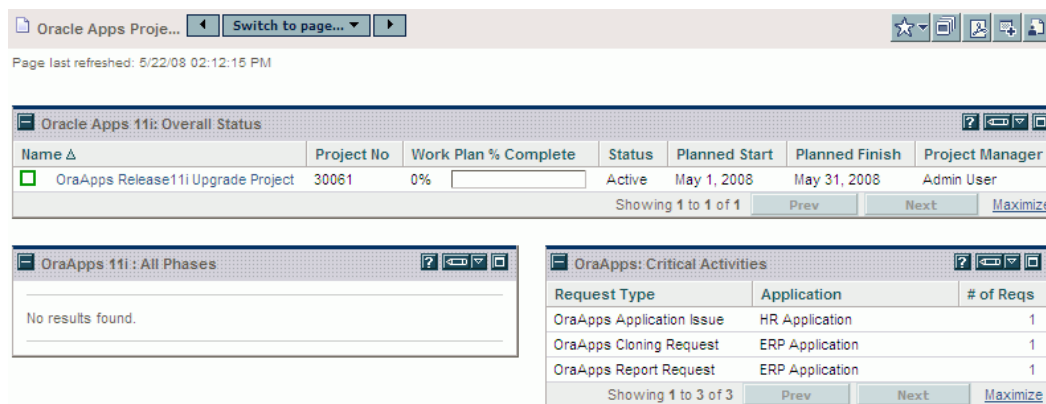 Oracle Apps Proje... Switch to page...
Page last refreshed: 5/22/08 02:12:15 PM
Oracle Apps 11i: Overall Status
Name Project No Work Plan % Complete Status Planned Start Planned Finish Project Manager
OraApps Release11i Upgrade Project 30061 0% Active May 1, 2008 May 31, 2008 Admin User
Showing 1 to 1 of 1 Prev Next Maximize
OraApps 11i : All Phases
No results found.
OraApps: Critical Activities
Request Type Application # of Reqs
OraApps Application Issue HR Application 1
OraApps Cloning Request ERP Application 1
OraApps Report Request ERP Application 1
Showing 1 to 3 of 3 Prev Next Maximize